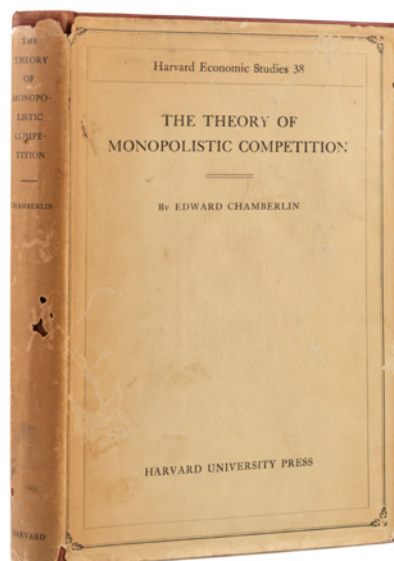 THE
THEORY
OF
MONOPO-
LISTIC
COMPE-
TITION
CHAMBERLIN
HARVARD
Harvard Economic Studies 38
THE THEORY OF
MONOPOLISTIC COMPETITION
By EDWARD CHAMBERLIN
HARVARD UNIVERSITY PRESS